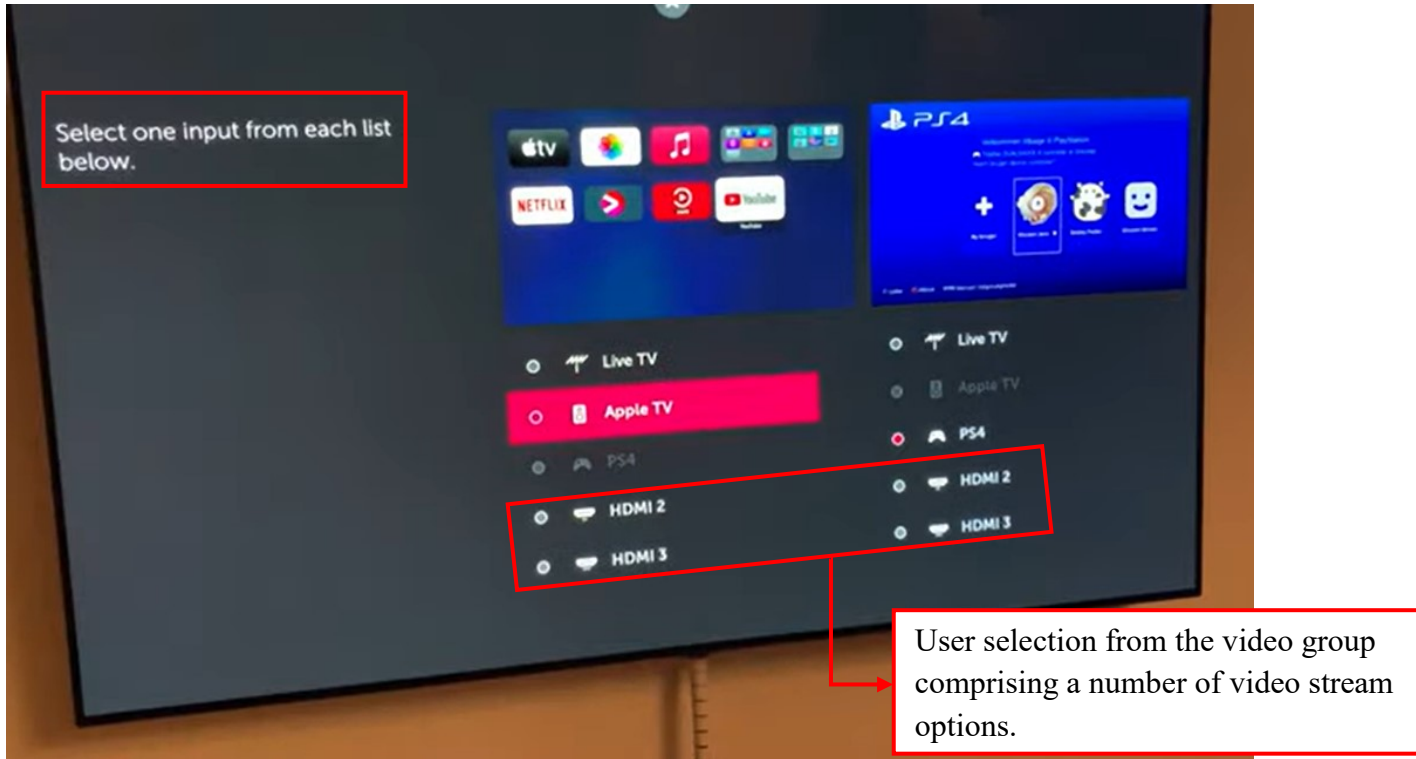 Select one input from each list
below.
tv
NETFLIX
YouTube
YouTube
PS4
Live TV
Apple TV
PS4
HDMI 2
HDMI 3
Live TV
Apple TV
PS4
HDMI 2
HDMI 3
User selection from the video group
comprising a number of video stream
options.